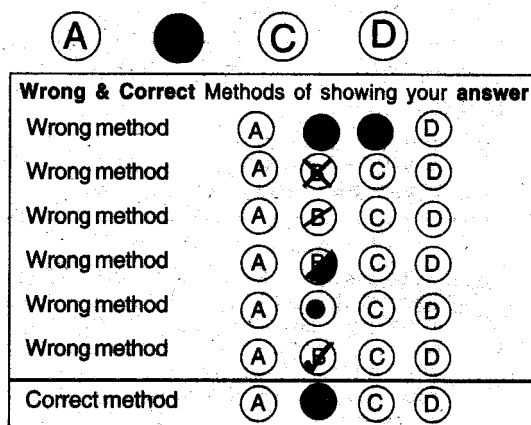 A C D
Wrong & Correct Methods of showing your answer
Wrong method A D
Wrong method A B C D
Wrong method A B C D
Wrong method A B C D
Wrong method A C D
Wrong method A B C D
Correct method A C D